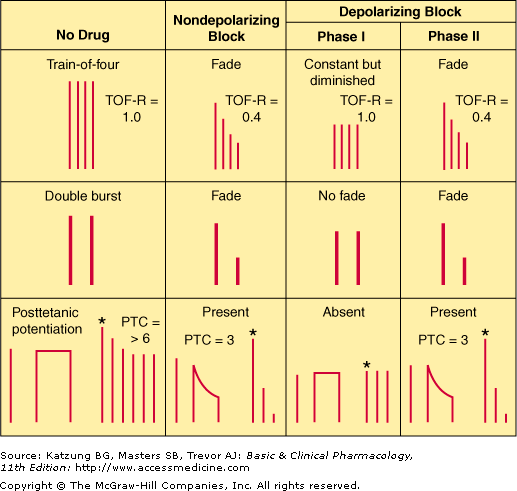 No Drug
Nondepolarizing
Block
Depolarizing Block
Phase I
Phase II
Train-of-four
TOF-R =
1.0
Fade
TOF-R =
0.4
Constant but
diminished
TOF-R =
1.0
Fade
TOF-R =
0.4
Double burst
Fade
No fade
Fade
Posttetanic
potentiation
*
PTC =
> 6
Present
PTC = 3
*
Absent
*
Present
PTC = 3
*
Source: Katzung BG, Masters SB, Trevor AJ: Basic & Clinical Pharmacology,
11th Edition: http://www.accessmedicine.com
Copyright © The McGraw-Hill Companies, Inc. All rights reserved.